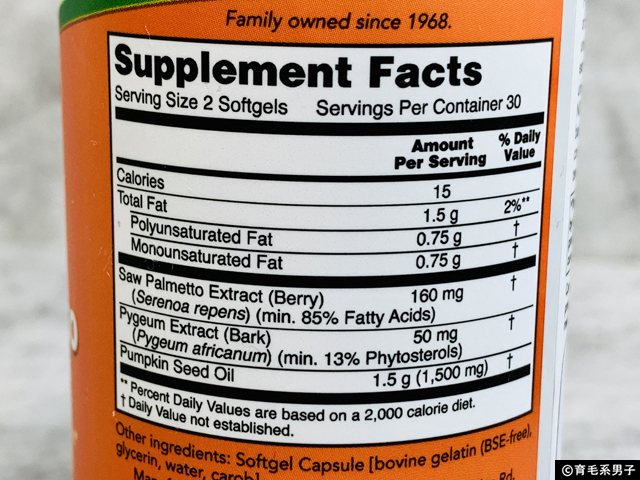 Family owned since 1968.
Supplement Facts
Serving Size 2 Softgels Servings Per Container 30
Amount Per Serving % Daily Value
Calories 15
Total Fat 1.5 g 2%**
Polyunsaturated Fat 0.75 g †
Monounsaturated Fat 0.75 g †
Saw Palmetto Extract (Berry) 160 mg †
(Serenoa repens) (min. 85% Fatty Acids)
Pygeum Extract (Bark) 50 mg †
(Pygeum africanum) (min. 13% Phytosterols)
Pumpkin Seed Oil 1.5 g (1,500 mg) †
** Percent Daily Values are based on a 2,000 calorie diet.
† Daily Value not established.
Other ingredients: Softgel Capsule [bovine gelatin (BSE-free),
glycerin, water, carob]
Rd,
©育毛系男子